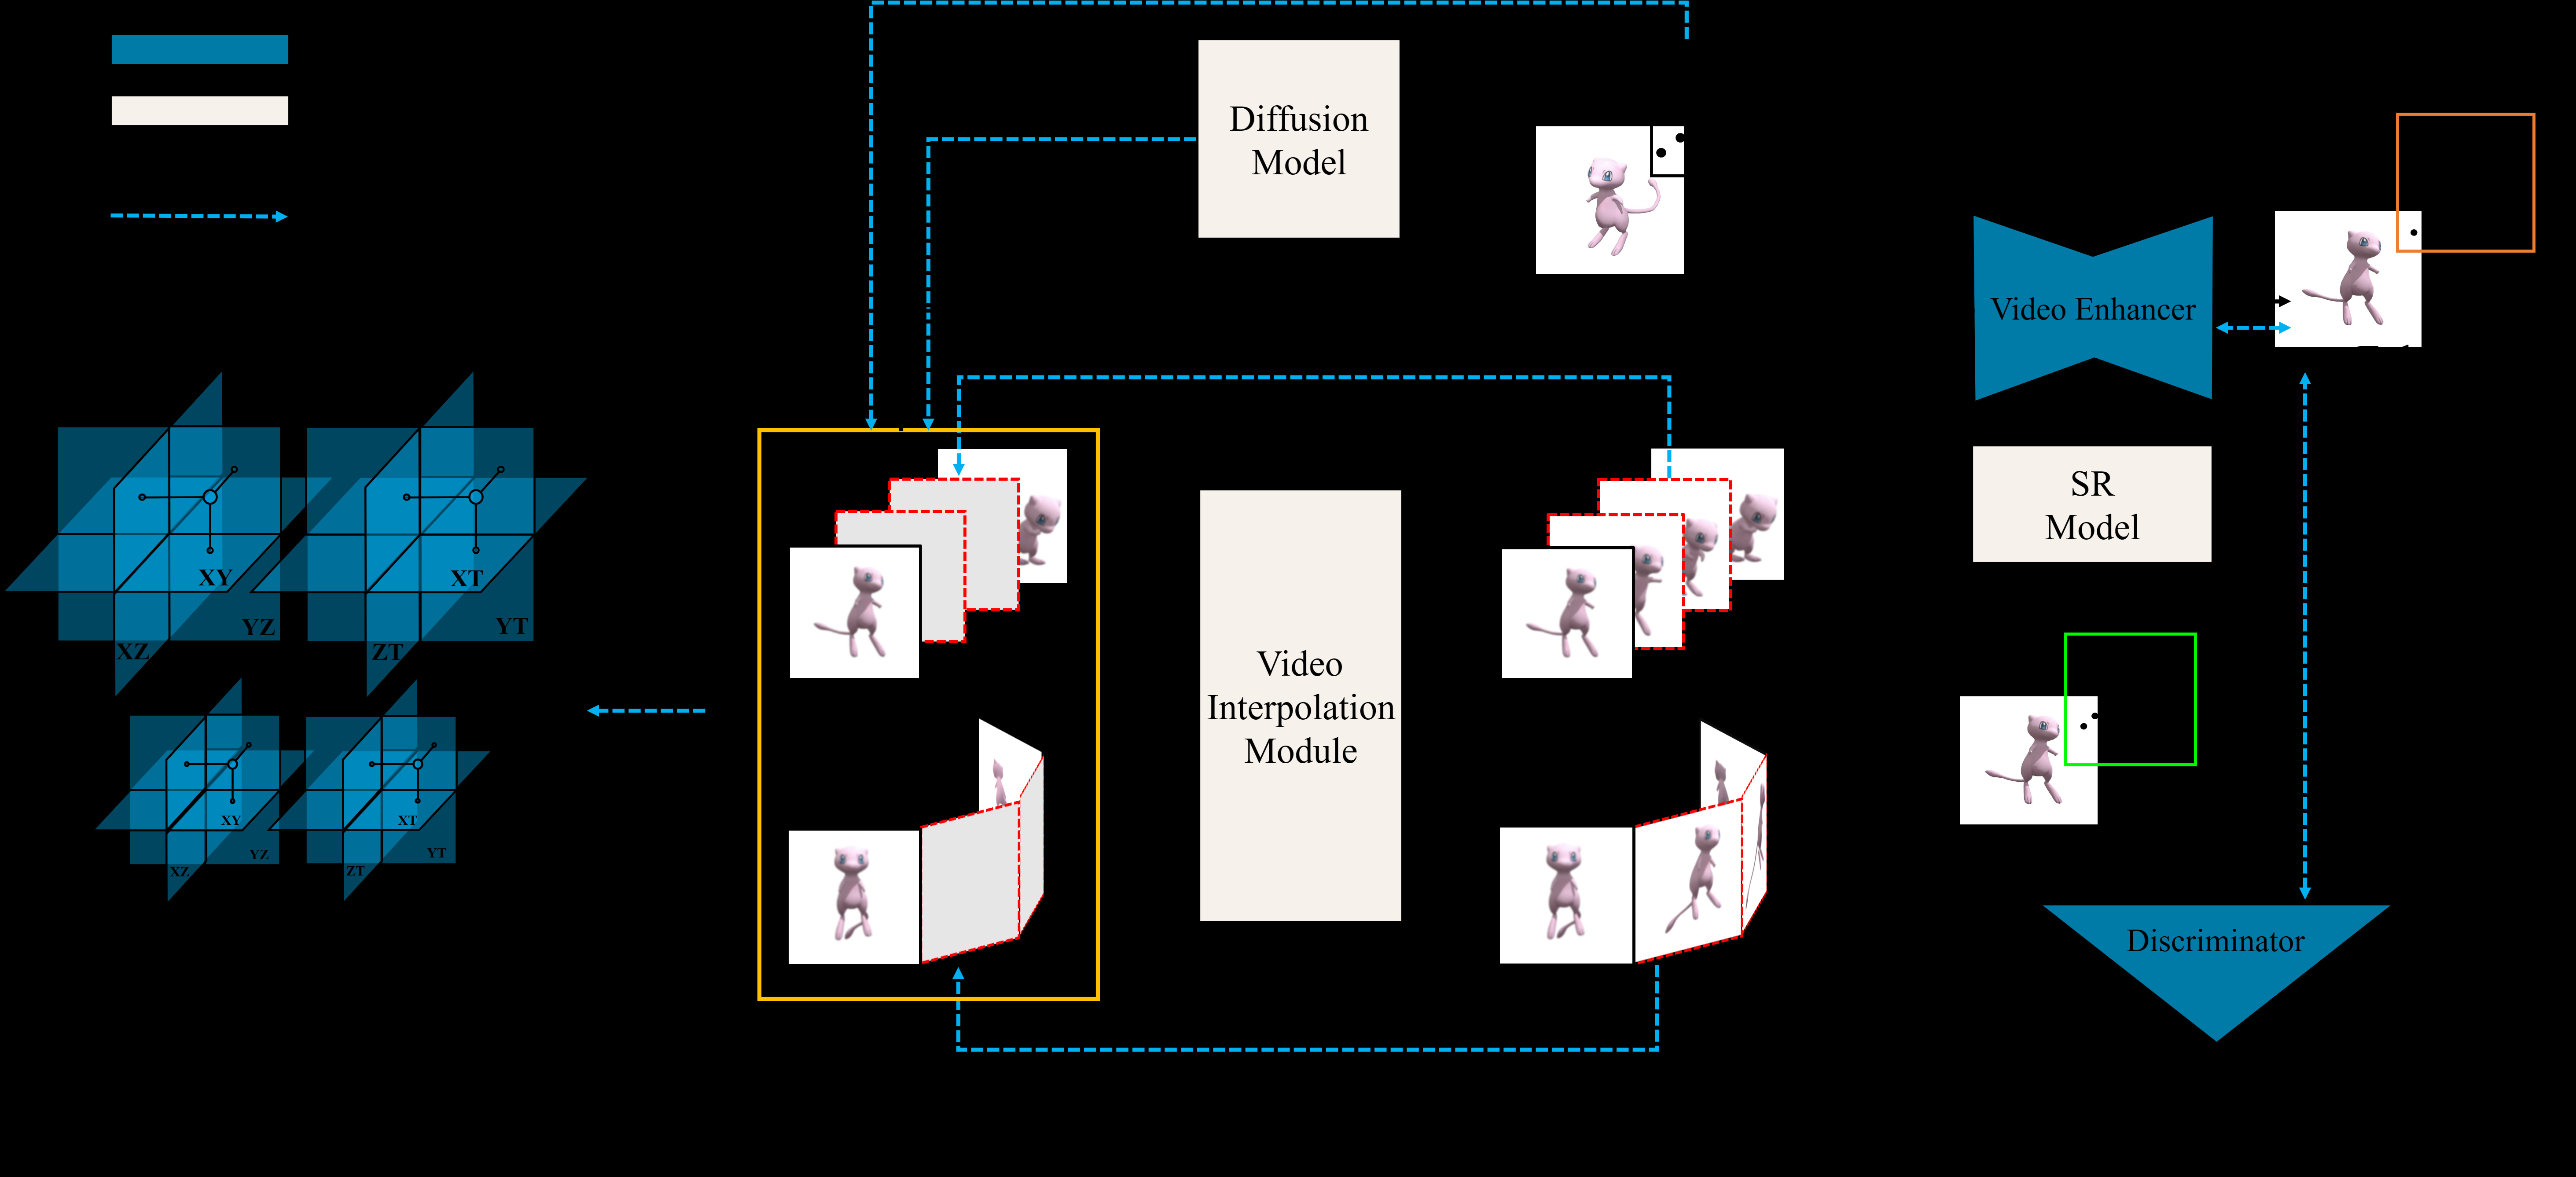 Diffusion
Model
Video Enhancer
SR
Model
XY
YZ
XZ
XT
YT
ZT
XY
YZ
XZ
XT
YT
ZT
Video
Interpolation
Module
Discriminator